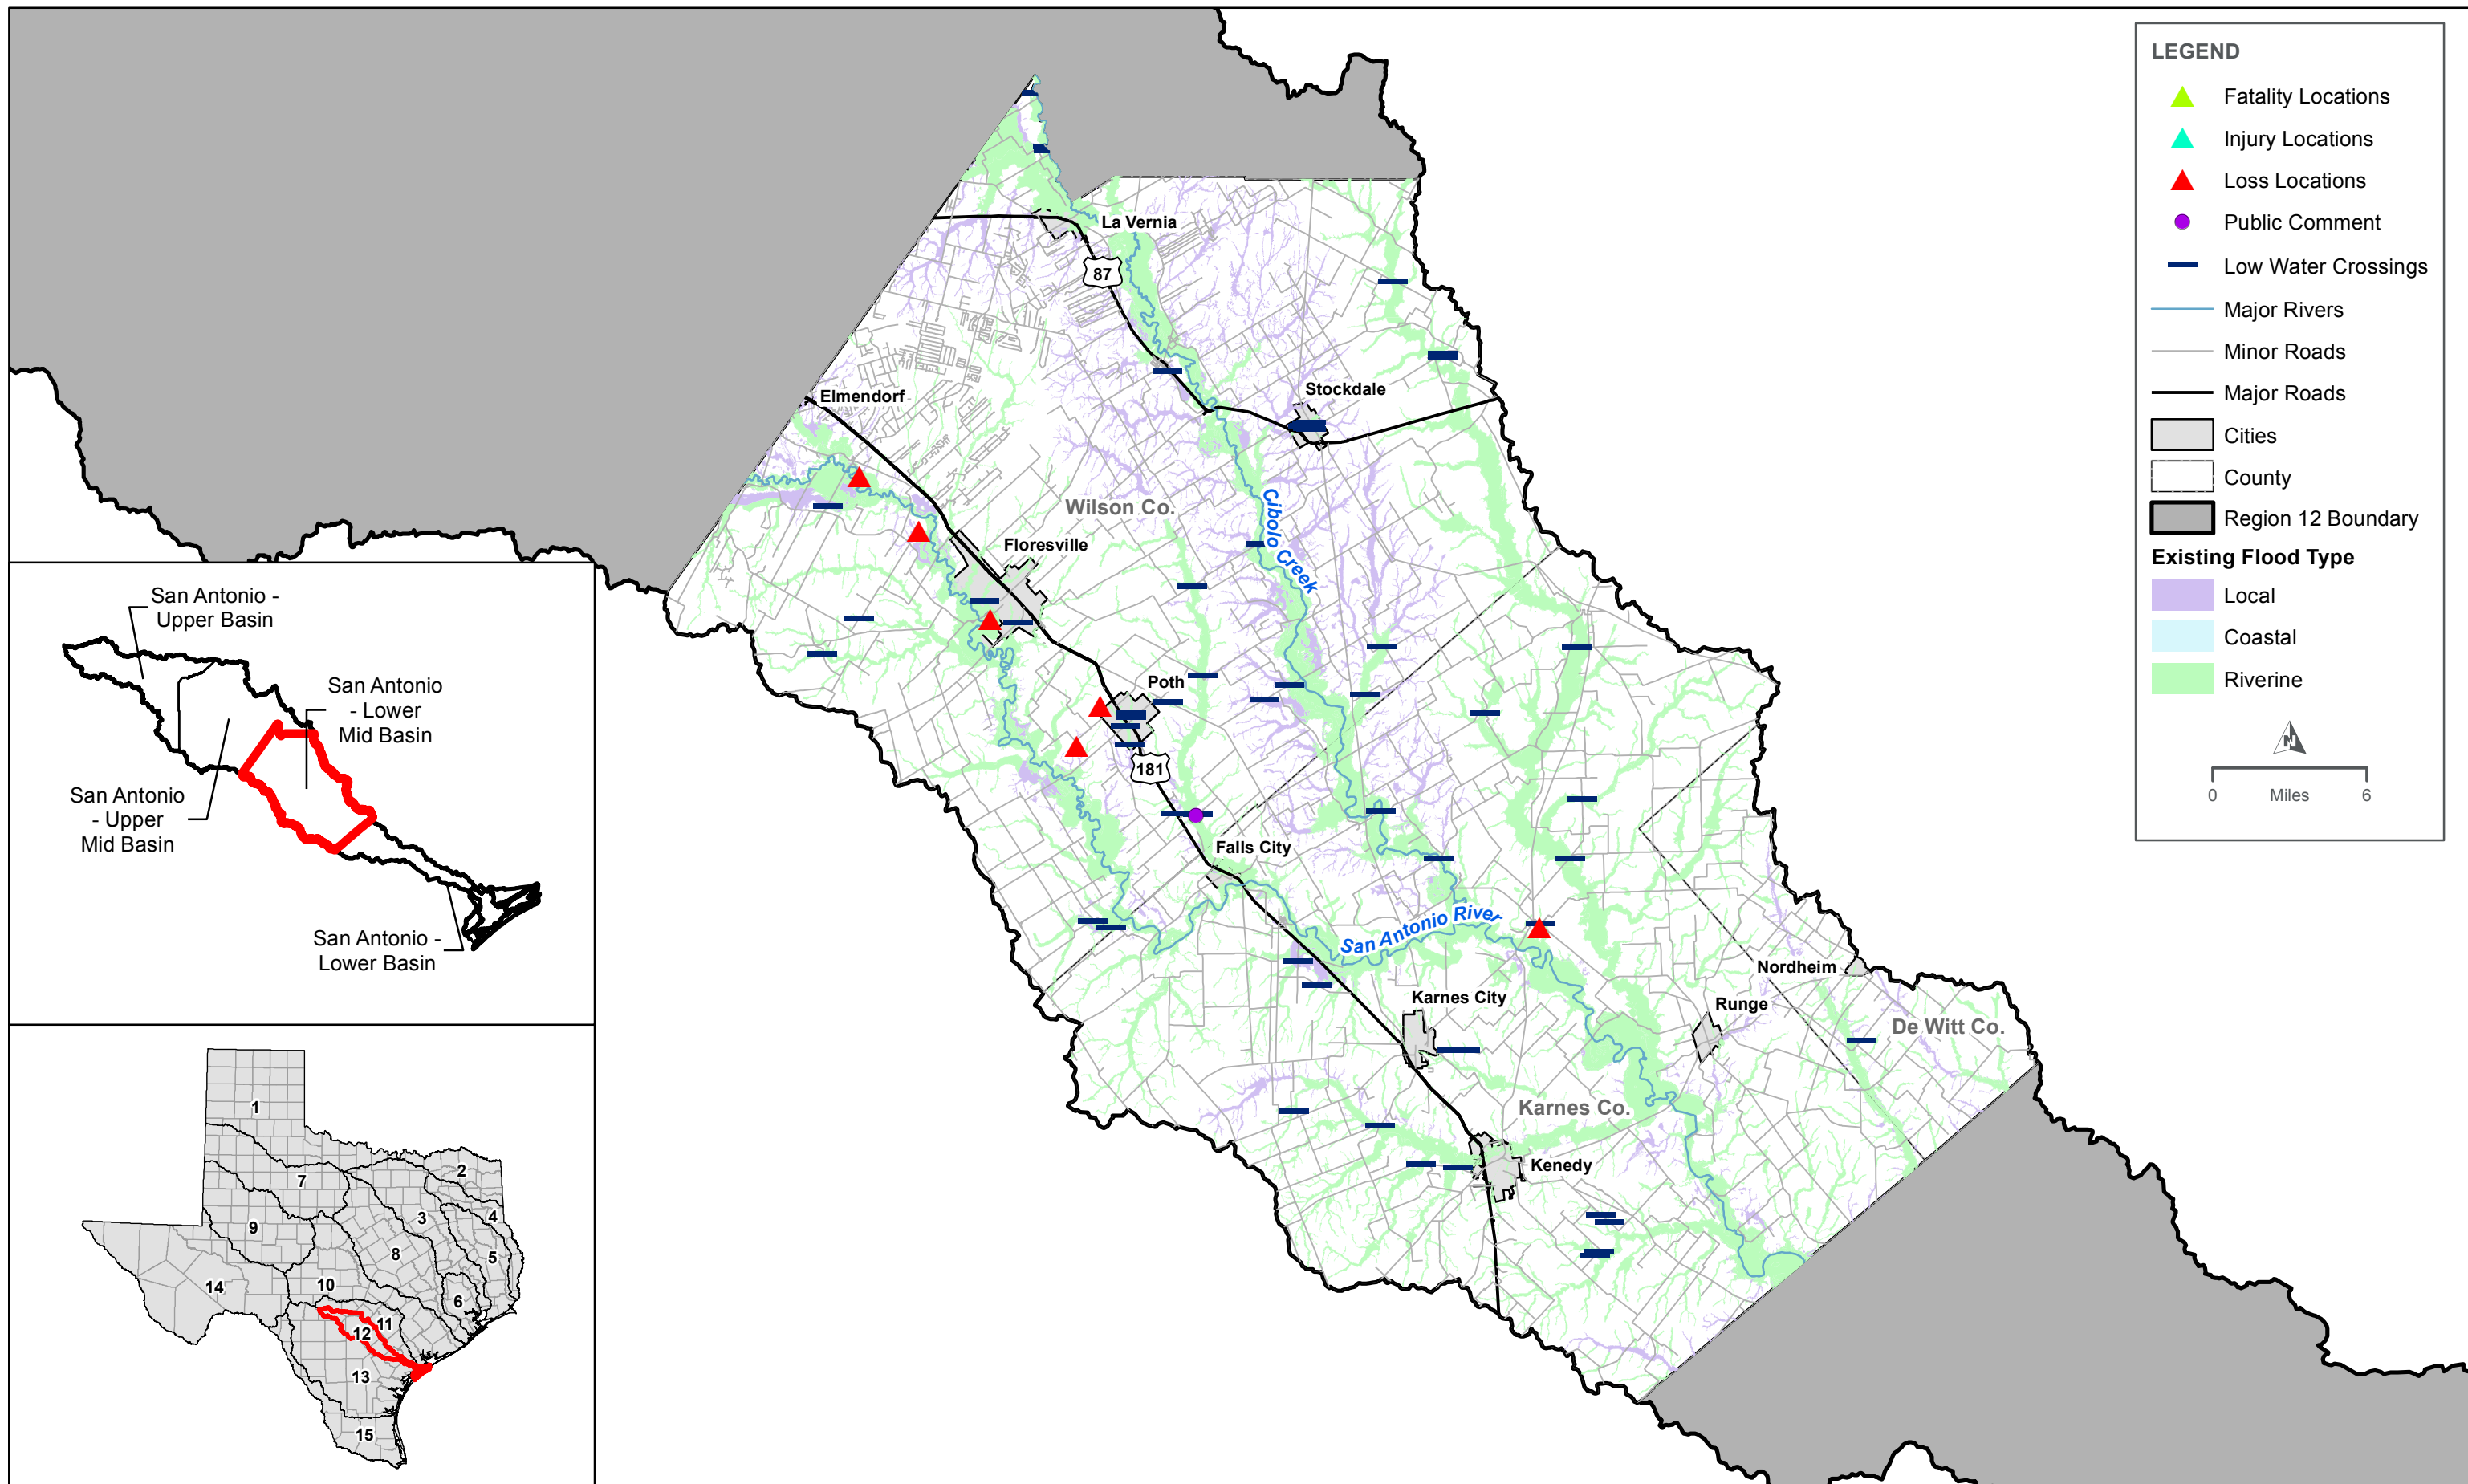 LEGEND
Fatality Locations
Injury Locations
Loss Locations
Public Comment
Low Water Crossings
Major Rivers
Minor Roads
Major Roads
Cities
County
Region 12 Boundary
Existing Flood Type
Local
Coastal
Riverine
N
0 Miles 6
La Vernia
87
Elmendorf
Stockdale
Wilson Co.
Cibolo Creek
Floresville
Poth
181
Falls City
San Antonio River
Nordheim
Karnes City
Runge
De Witt Co.
Karnes Co.
Kenedy
San Antonio -
Upper Basin
San Antonio
- Lower
Mid Basin
San Antonio
- Upper
Mid Basin
San Antonio -
Lower Basin
1
2
7
3
4
9
8
5
14
10
6
11
12
13
15